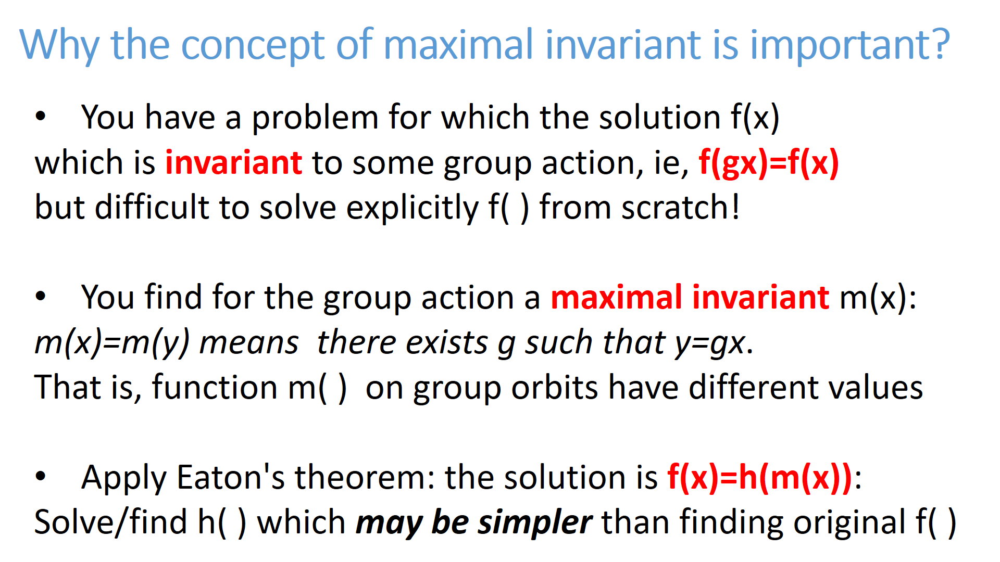 Why the concept of maximal invariant is important?
• You have a problem for which the solution f(x)
which is invariant to some group action, ie, f(gx)=f(x)
but difficult to solve explicitly f( ) from scratch!
• You find for the group action a maximal invariant m(x):
m(x)=m(y) means  there exists g such that y=gx.
That is, function m( )  on group orbits have different values
• Apply Eaton's theorem: the solution is f(x)=h(m(x)):
Solve/find h( ) which may be simpler than finding original f( )